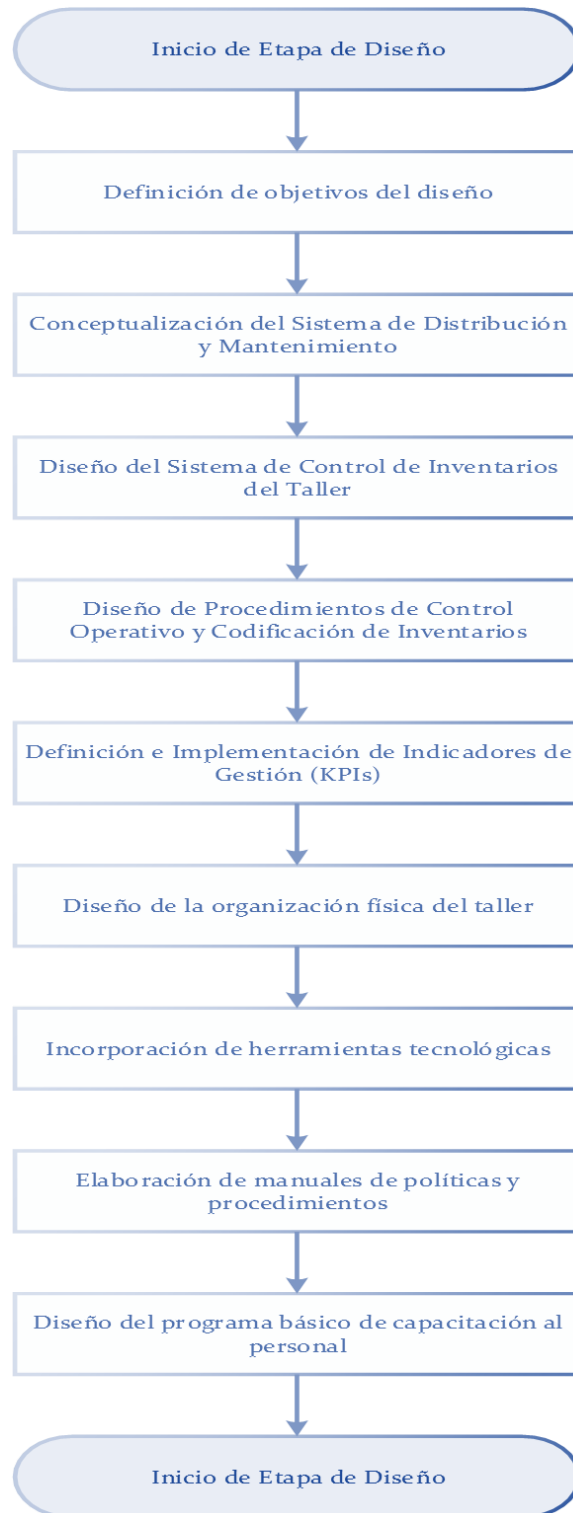 Inicio de Etapa de Diseño
Definición de objetivos del diseño
Conceptualización del Sistema de Distribución
y Mantenimiento
Diseño del Sistema de Control de Inventarios
del Taller
Diseño de Procedimientos de Control
Operativo y Codificación de Inventarios
Definición e Implementación de Indicadores de
Gestión (KPIs)
Diseño de la organización física del taller
Incorporación de herramientas tecnológicas
Elaboración de manuales de políticas y
procedimientos
Diseño del programa básico de capacitación al
personal
Inicio de Etapa de Diseño